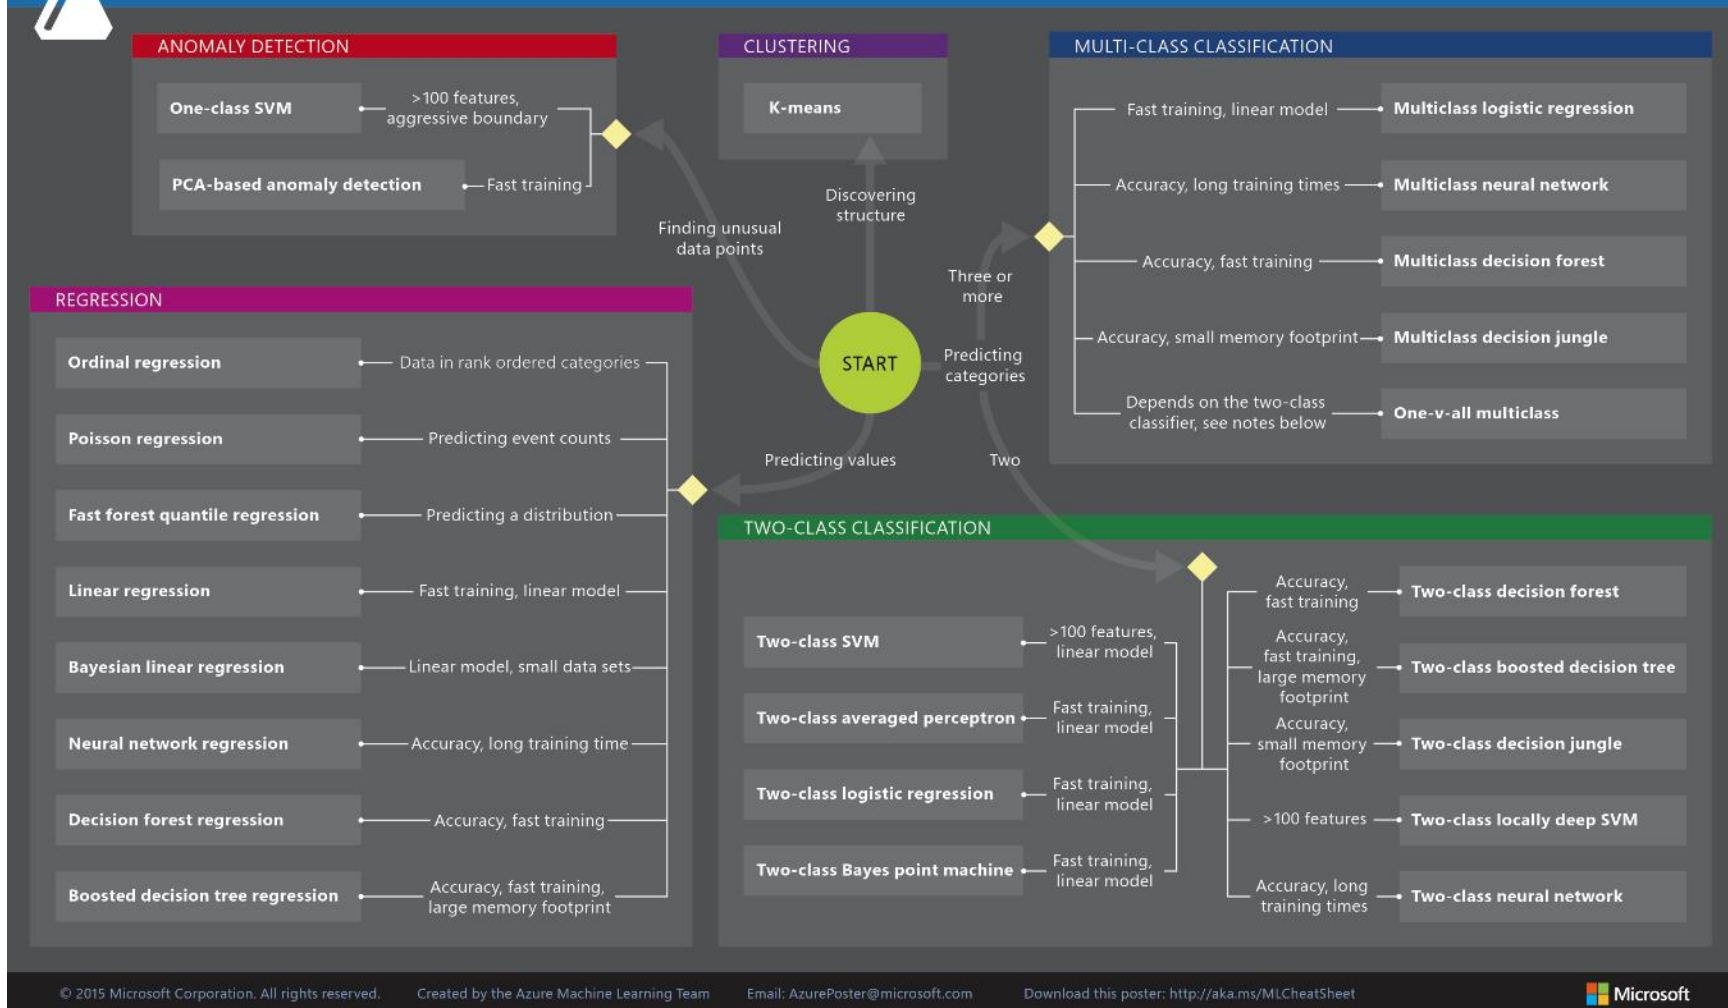 ANOMALY DETECTION
One-class SVM
>100 features,
aggressive boundary
PCA-based anomaly detection
Fast training
CLUSTERING
K-means
MULTI-CLASS CLASSIFICATION
Fast training, linear model
Multiclass logistic regression
Accuracy, long training times
Multiclass neural network
Accuracy, fast training
Multiclass decision forest
Accuracy, small memory footprint
Multiclass decision jungle
Depends on the two-class
classifier, see notes below
One-v-all multiclass
Finding unusual
data points
Discovering
structure
Three or
more
START
Predicting
categories
Predicting values
Two
REGRESSION
Ordinal regression
Data in rank ordered categories
Poisson regression
Predicting event counts
Fast forest quantile regression
Predicting a distribution
Linear regression
Fast training, linear model
Bayesian linear regression
Linear model, small data sets
Neural network regression
Accuracy, long training time
Decision forest regression
Accuracy, fast training
Boosted decision tree regression
Accuracy, fast training,
large memory footprint
TWO-CLASS CLASSIFICATION
Two-class SVM
>100 features,
linear model
Two-class averaged perceptron
Fast training,
linear model
Two-class logistic regression
Fast training,
linear model
Two-class Bayes point machine
Fast training,
linear model
Accuracy,
fast training
Two-class decision forest
Accuracy,
fast training,
large memory
footprint
Two-class boosted decision tree
Accuracy,
small memory
footprint
Two-class decision jungle
>100 features
Two-class locally deep SVM
Accuracy, long
training times
Two-class neural network
© 2015 Microsoft Corporation. All rights reserved.
Created by the Azure Machine Learning Team
Email: AzurePoster@microsoft.com
Download this poster: http://aka.ms/MLCheatSheet
Microsoft